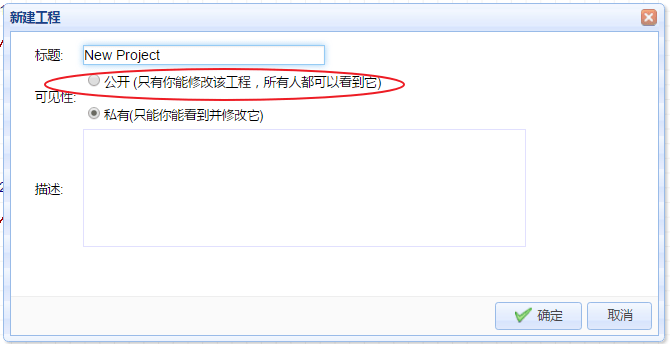 新建工程
标题: New Project
公开 (只有你能修改该工程，所有人都可以看到它)
可见性:
私有(只能你能看到并修改它)
描述:
确定 取消